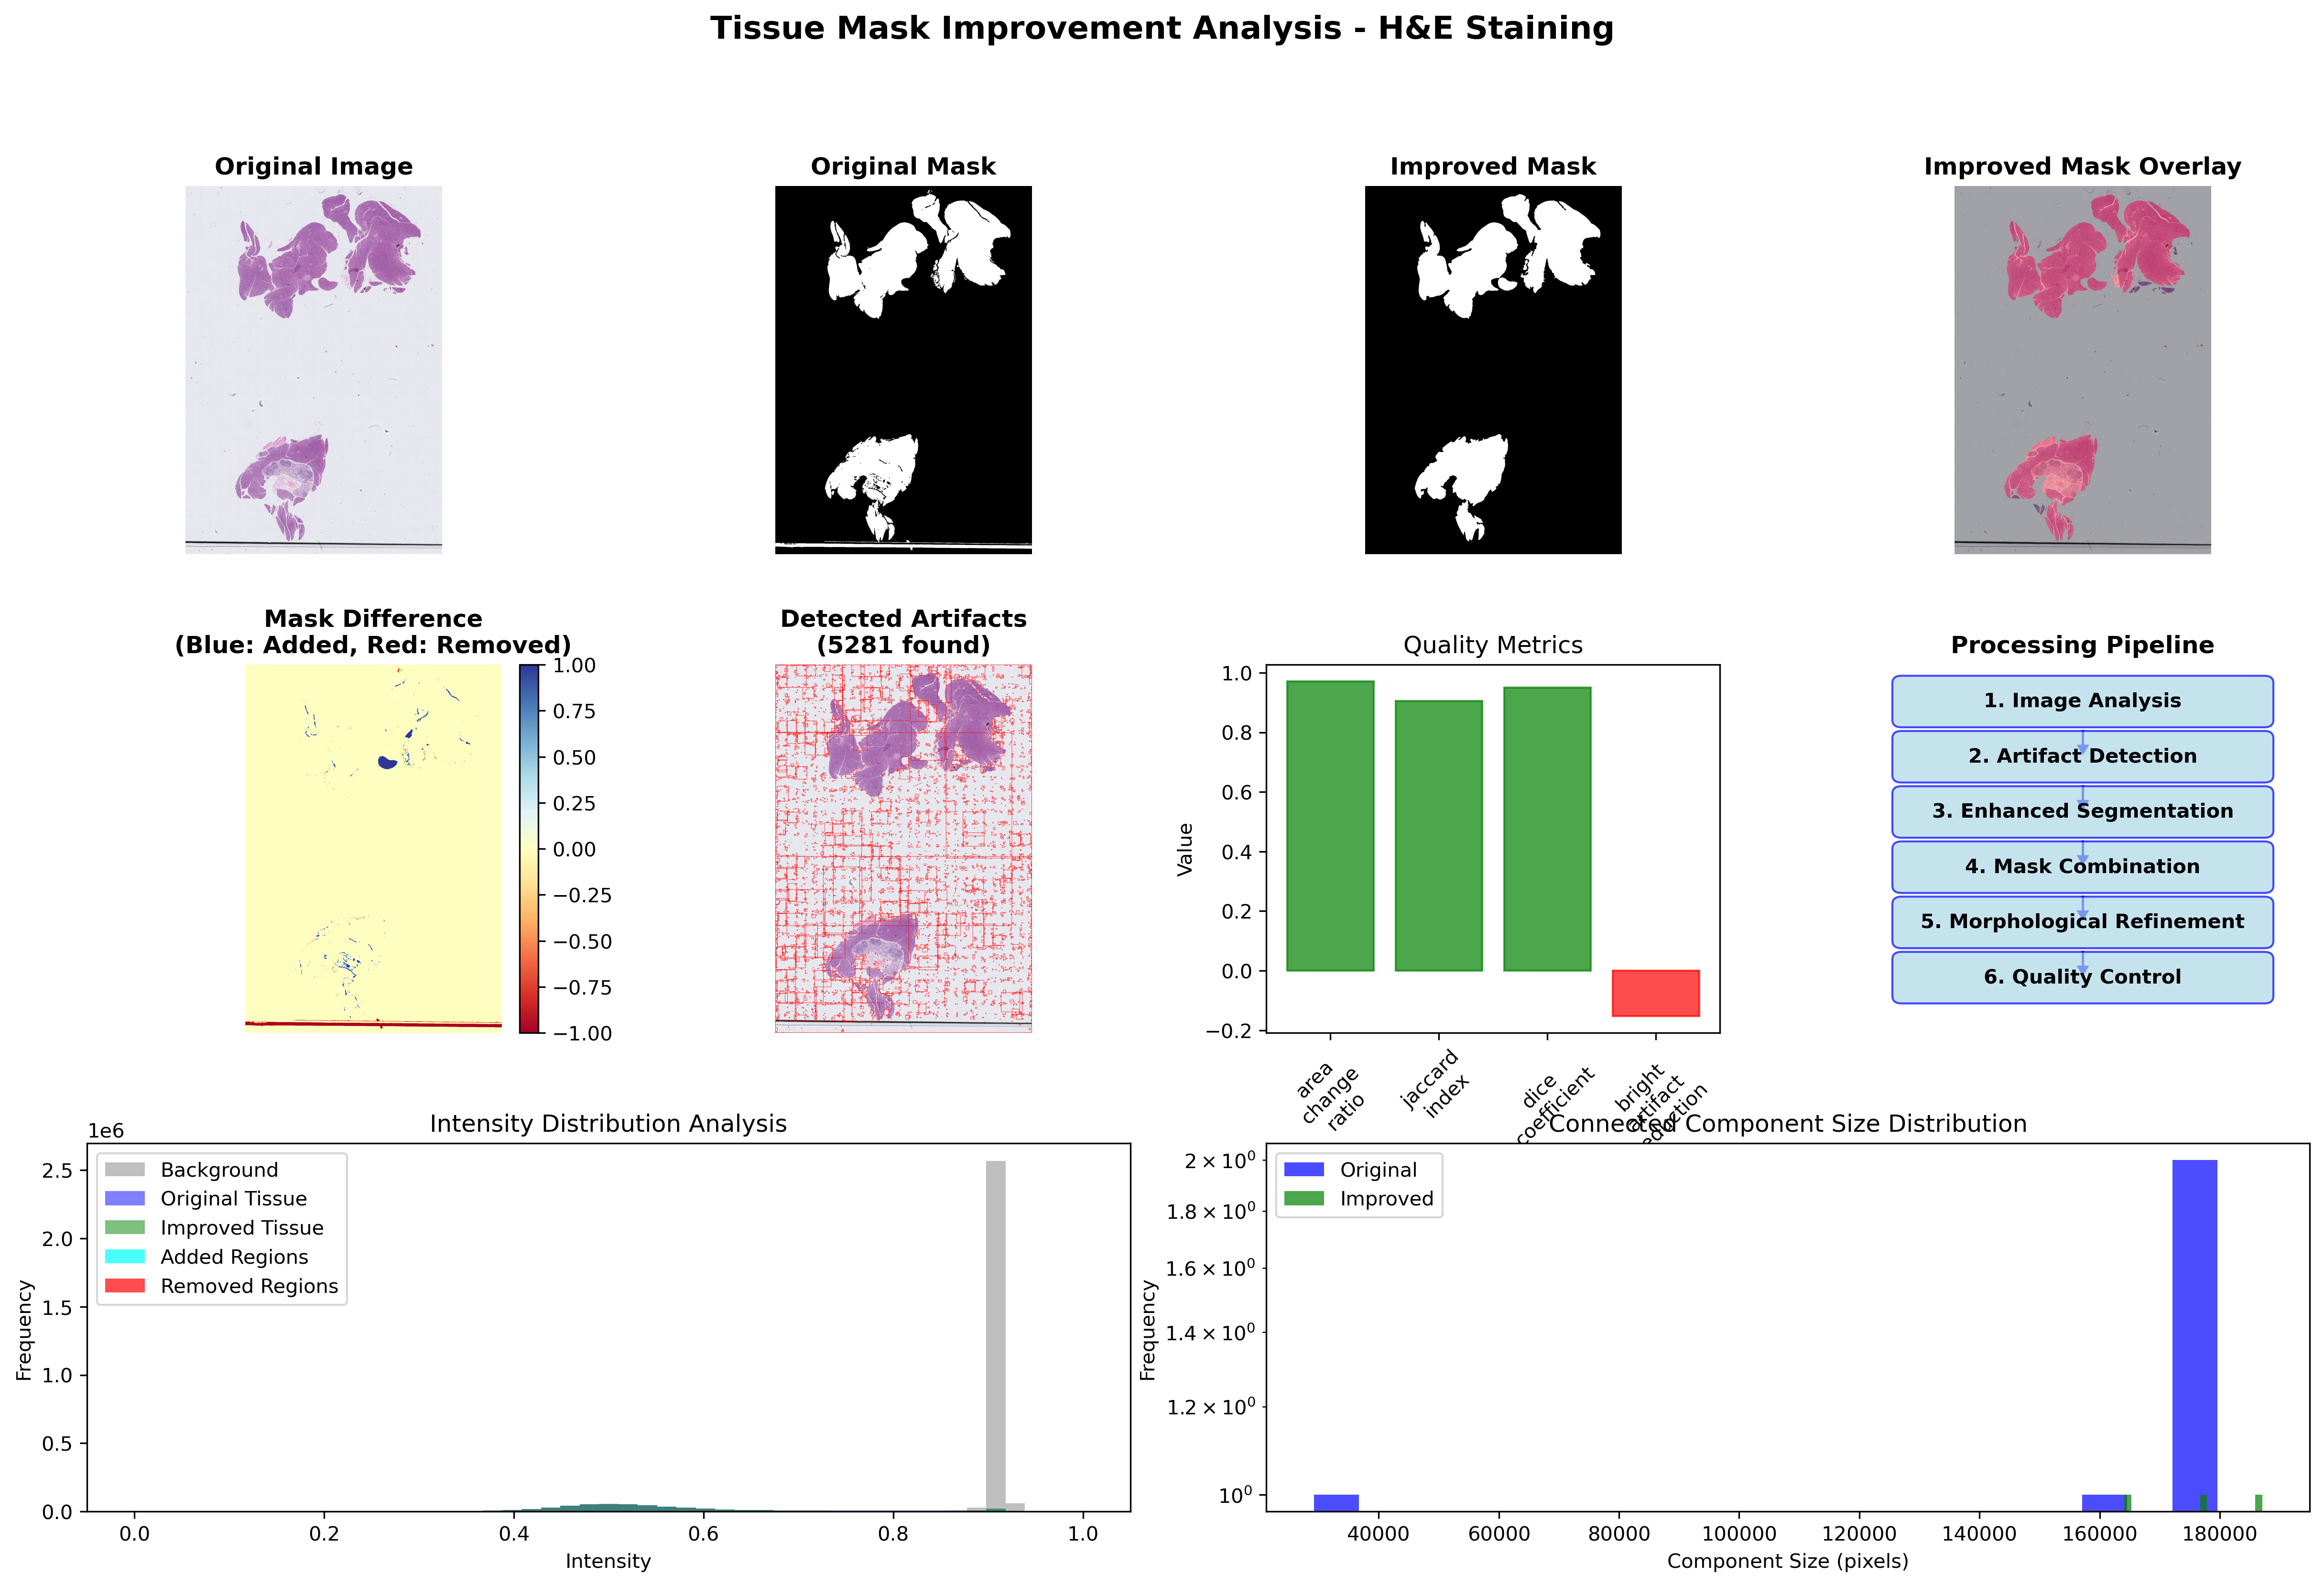 Tissue Mask Improvement Analysis - H&E Staining
Original Image
Original Mask
Improved Mask
Improved Mask Overlay
Mask Difference
(Blue: Added, Red: Removed)
1.00
0.75
0.50
0.25
0.00
−0.25
−0.50
−0.75
−1.00
Detected Artifacts
(5281 found)
Quality Metrics
Value
1.0
0.8
0.6
0.4
0.2
0.0
−0.2
area
change
ratio
jaccard
index
dice
coefficient
bright
artifact
Processing Pipeline
1. Image Analysis
2. Artifact Detection
3. Enhanced Segmentation
4. Mask Combination
5. Morphological Refinement
6. Quality Control
Intensity Distribution Analysis
1e6
Frequency
2.5
2.0
1.5
1.0
0.5
0.0
Background
Original Tissue
Improved Tissue
Added Regions
Removed Regions
0.0 0.2 0.4 0.6 0.8 1.0
Intensity
Connected Component Size Distribution
Frequency
2 × 10⁰
1.8 × 10⁰
1.6 × 10⁰
1.4 × 10⁰
1.2 × 10⁰
10⁰
Original
Improved
40000 60000 80000 100000 120000 140000 160000 180000
Component Size (pixels)